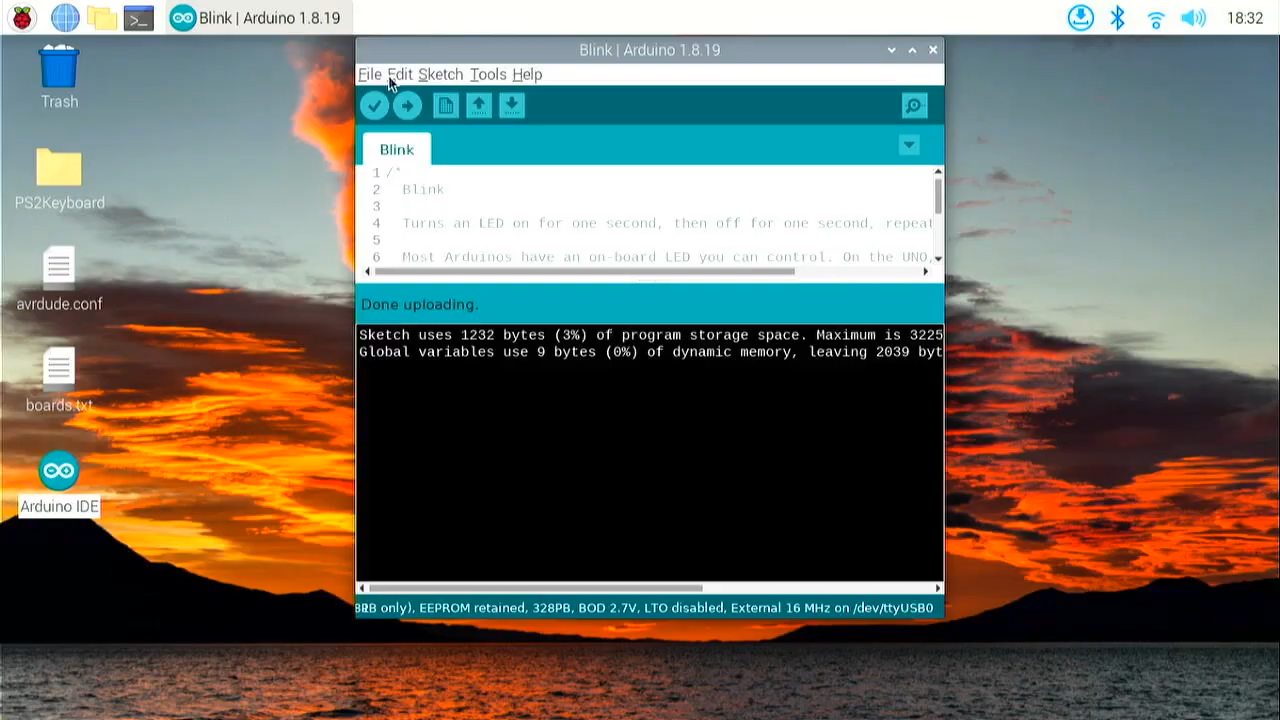 Blink | Arduino 1.8.19
18:32
Trash
PS2Keyboard
avrdude.conf
boards.txt
Arduino IDE
Blink | Arduino 1.8.19
File Edit Sketch Tools Help
Blink
1 /*
2 Blink
3
4 Turns an LED on for one second, then off for one second, repeat
5
6 Most Arduinos have an on-board LED you can control. On the UNO,
Done uploading.
Sketch uses 1232 bytes (3%) of program storage space. Maximum is 3225
Global variables use 9 bytes (0%) of dynamic memory, leaving 2039 byt
only), EEPROM retained, 328PB, BOD 2.7V, LTO disabled, External 16 MHz on /dev/ttyUSB0